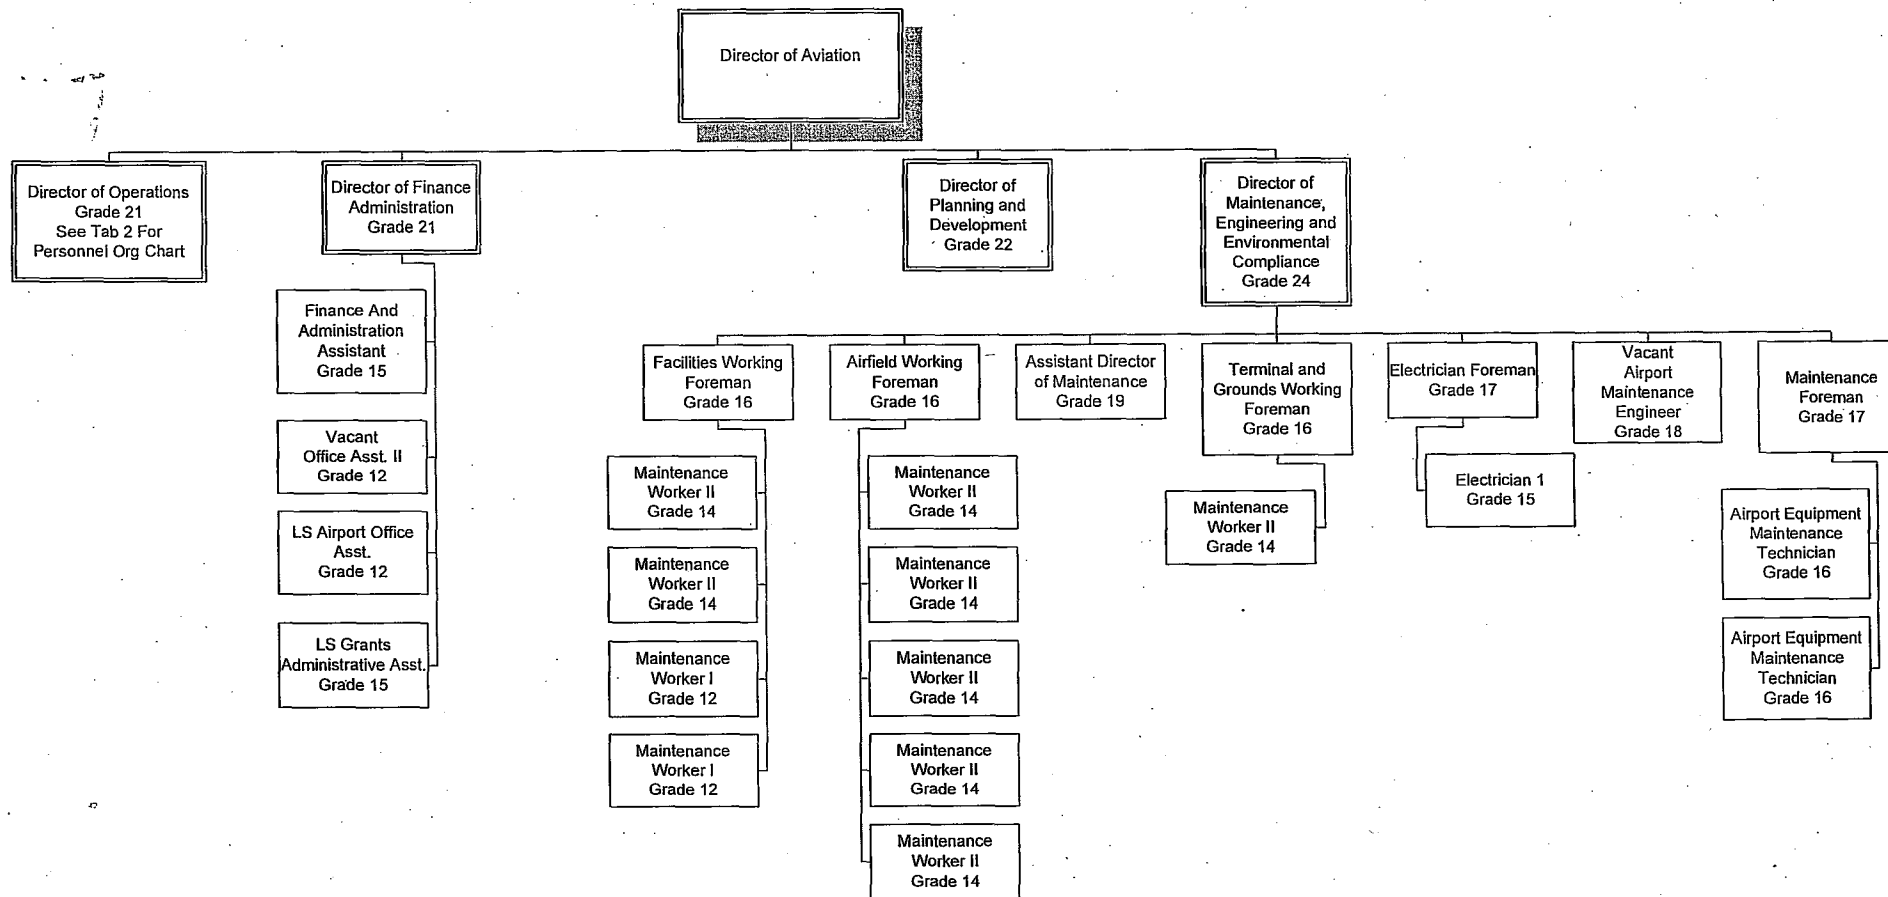 Director of Aviation
Director of Operations
Grade 21
See Tab 2 For
Personnel Org Chart
Director of Finance
Administration
Grade 21
Director of
Planning and
Development
Grade 22
Director of
Maintenance,
Engineering and
Environmental
Compliance
Grade 24
Finance And
Administration
Assistant
Grade 15
Vacant
Office Asst. II
Grade 12
LS Airport Office
Asst.
Grade 12
LS Grants
Administrative Asst.
Grade 15
Facilities Working
Foreman
Grade 16
Maintenance
Worker II
Grade 14
Maintenance
Worker II
Grade 14
Maintenance
Worker I
Grade 12
Maintenance
Worker I
Grade 12
Airfield Working
Foreman
Grade 16
Maintenance
Worker II
Grade 14
Maintenance
Worker II
Grade 14
Maintenance
Worker II
Grade 14
Maintenance
Worker II
Grade 14
Maintenance
Worker II
Grade 14
Assistant Director
of Maintenance
Grade 19
Terminal and
Grounds Working
Foreman
Grade 16
Maintenance
Worker II
Grade 14
Electrician Foreman
Grade 17
Electrician 1
Grade 15
Vacant
Airport
Maintenance
Engineer
Grade 18
Maintenance
Foreman
Grade 17
Airport Equipment
Maintenance
Technician
Grade 16
Airport Equipment
Maintenance
Technician
Grade 16